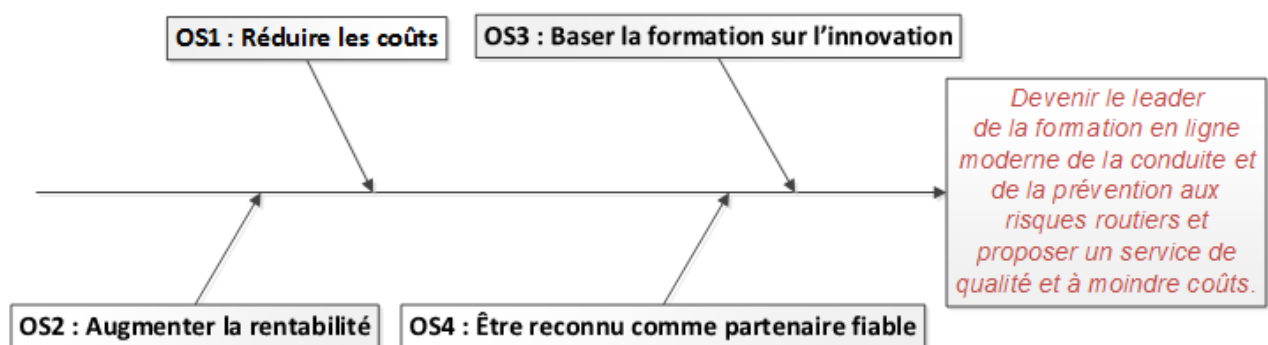 OS1 : Réduire les coûts
OS3 : Baser la formation sur l'innovation
Devenir le leader
de la formation en ligne
moderne de la conduite et
de la prévention aux
risques routiers et
proposer un service de
qualité et à moindre coûts.
OS2 : Augmenter la rentabilité
OS4 : Être reconnu comme partenaire fiable